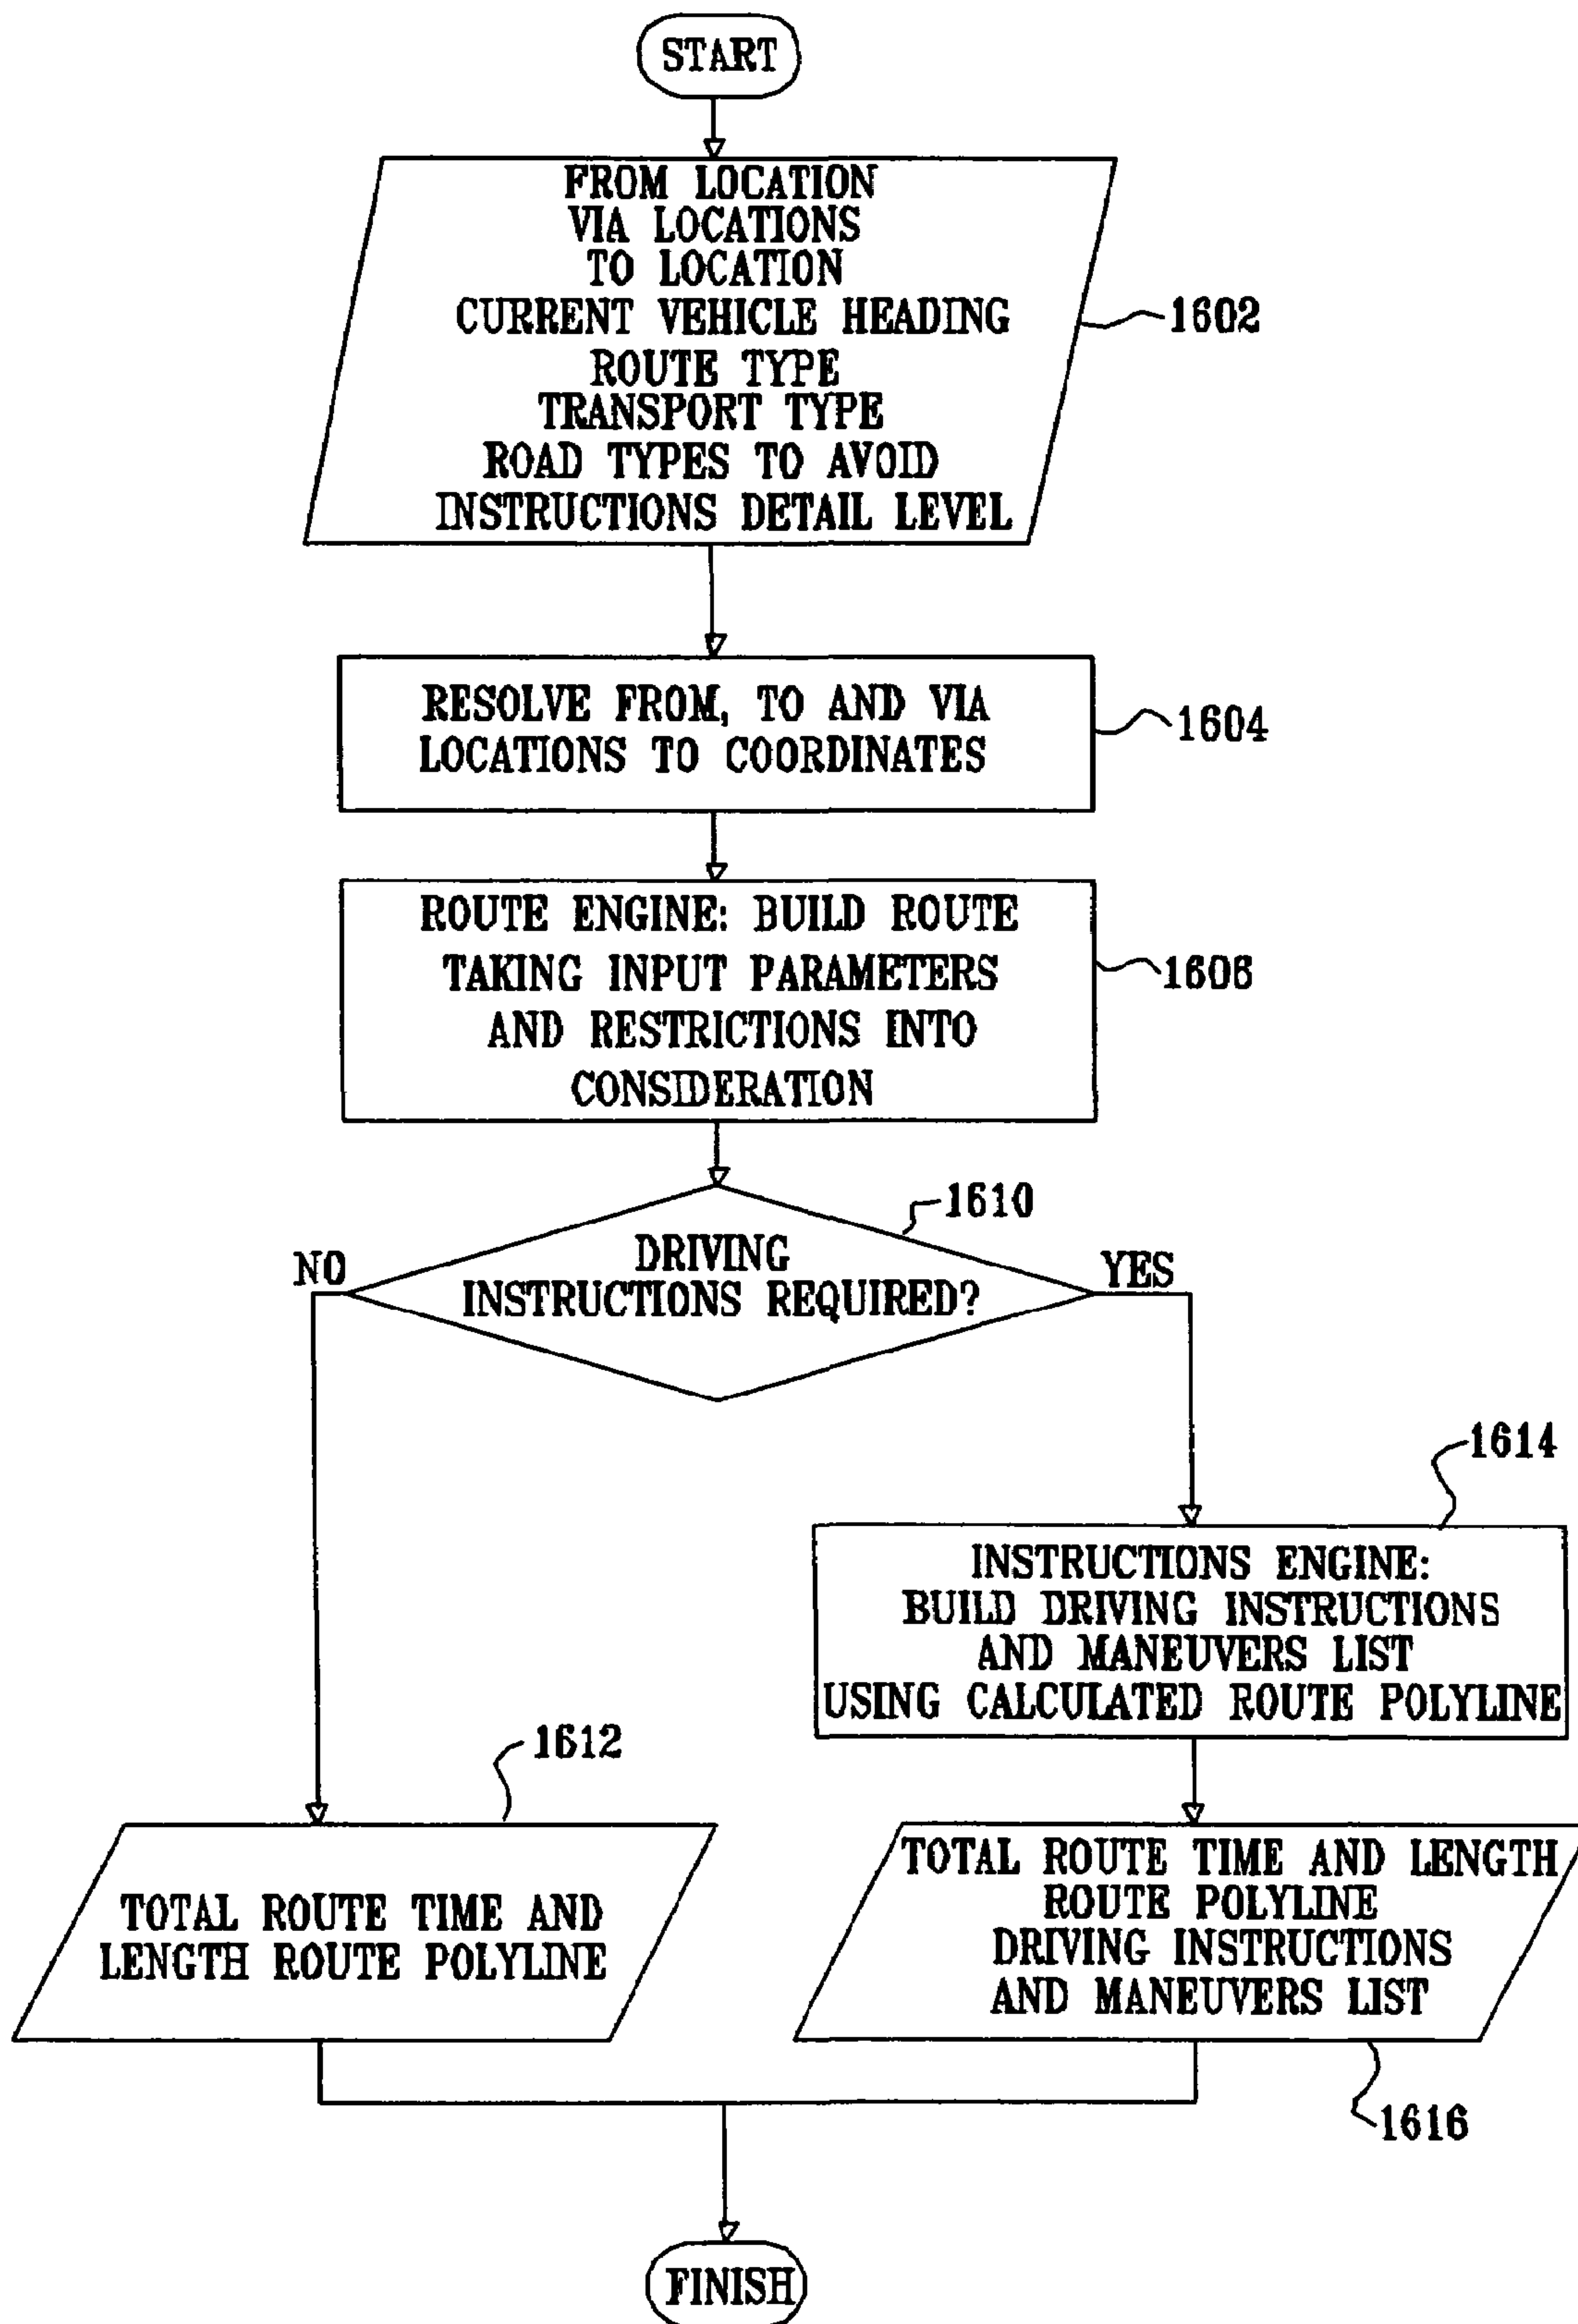 START
FROM LOCATION
VIA LOCATIONS
TO LOCATION
CURRENT VEHICLE HEADING
ROUTE TYPE
TRANSPORT TYPE
ROAD TYPES TO AVOID
INSTRUCTIONS DETAIL LEVEL
1602
RESOLVE FROM, TO AND VIA
LOCATIONS TO COORDINATES
1604
ROUTE ENGINE: BUILD ROUTE
TAKING INPUT PARAMETERS
AND RESTRICTIONS INTO
CONSIDERATION
1606
1610
NO
DRIVING
INSTRUCTIONS REQUIRED?
YES
1614
INSTRUCTIONS ENGINE:
BUILD DRIVING INSTRUCTIONS
AND MANEUVERS LIST
USING CALCULATED ROUTE POLYLINE
1612
TOTAL ROUTE TIME AND
LENGTH ROUTE POLYLINE
TOTAL ROUTE TIME AND LENGTH
ROUTE POLYLINE
DRIVING INSTRUCTIONS
AND MANEUVERS LIST
1616
FINISH